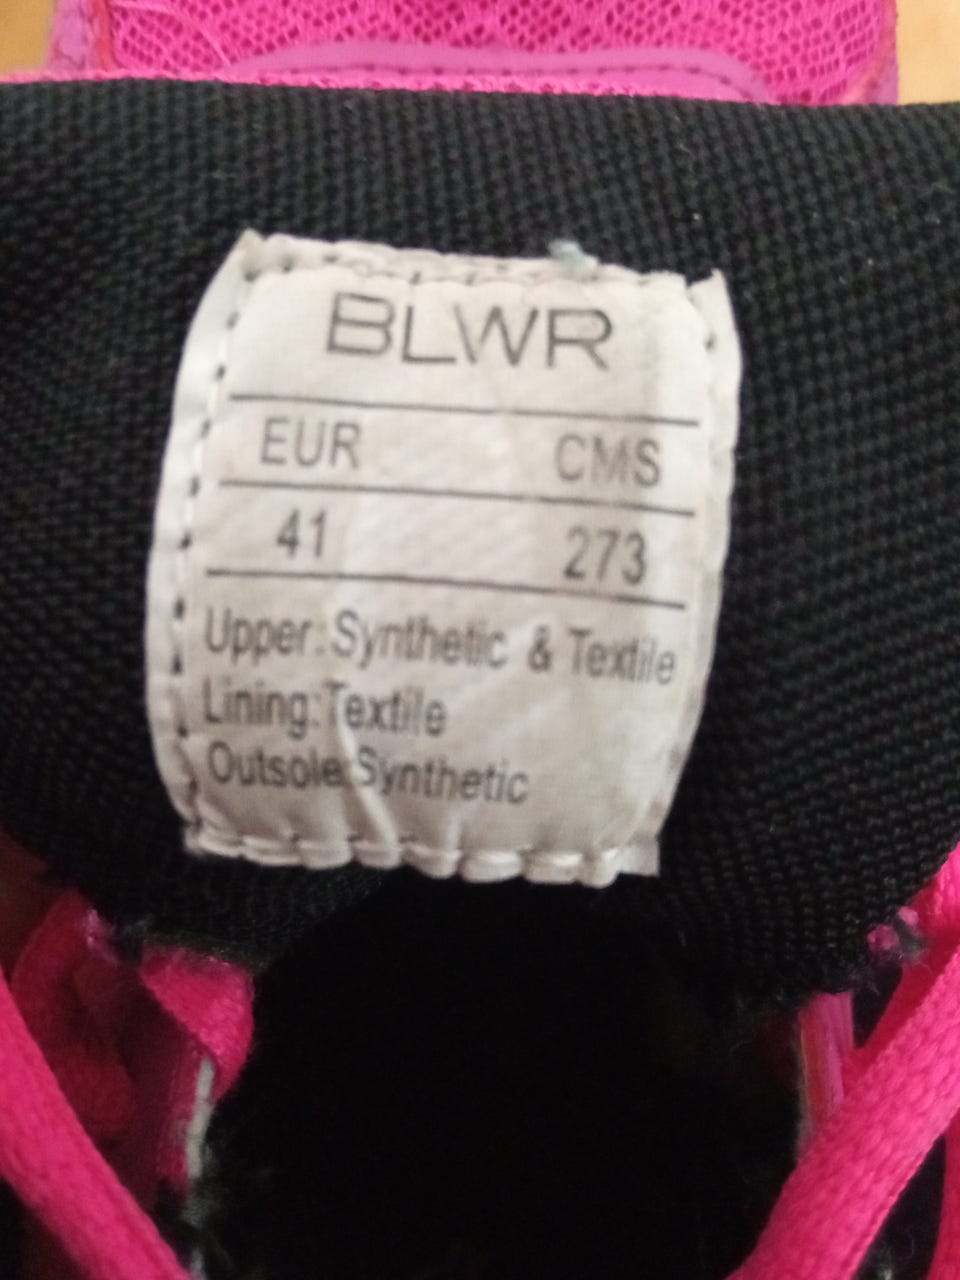 BLWR
EUR CMS
41 273
Upper:Synthetic & Textile
Lining:Textile
Outsole:Synthetic